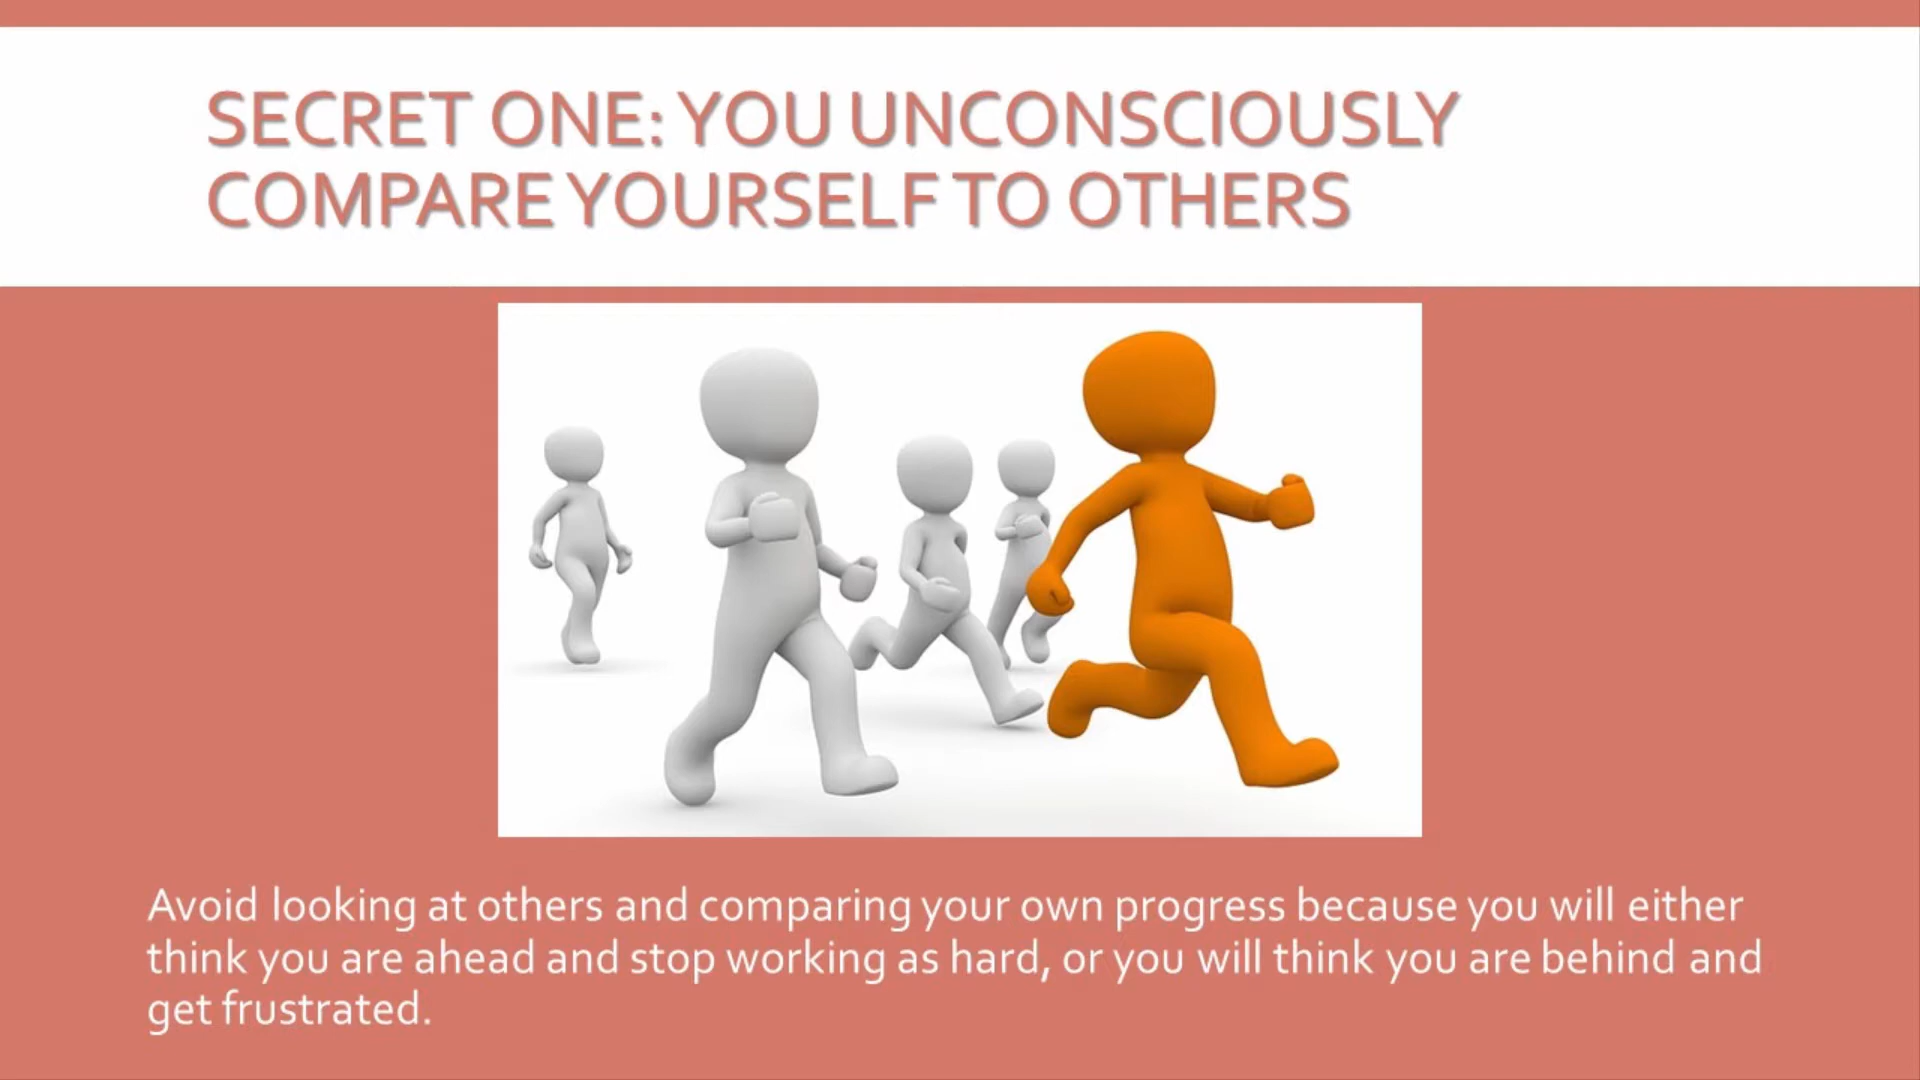 SECRET ONE: YOU UNCONSCIOUSLY
COMPARE YOURSELF TO OTHERS
Avoid looking at others and comparing your own progress because you will either
think you are ahead and stop working as hard, or you will think you are behind and
get frustrated.